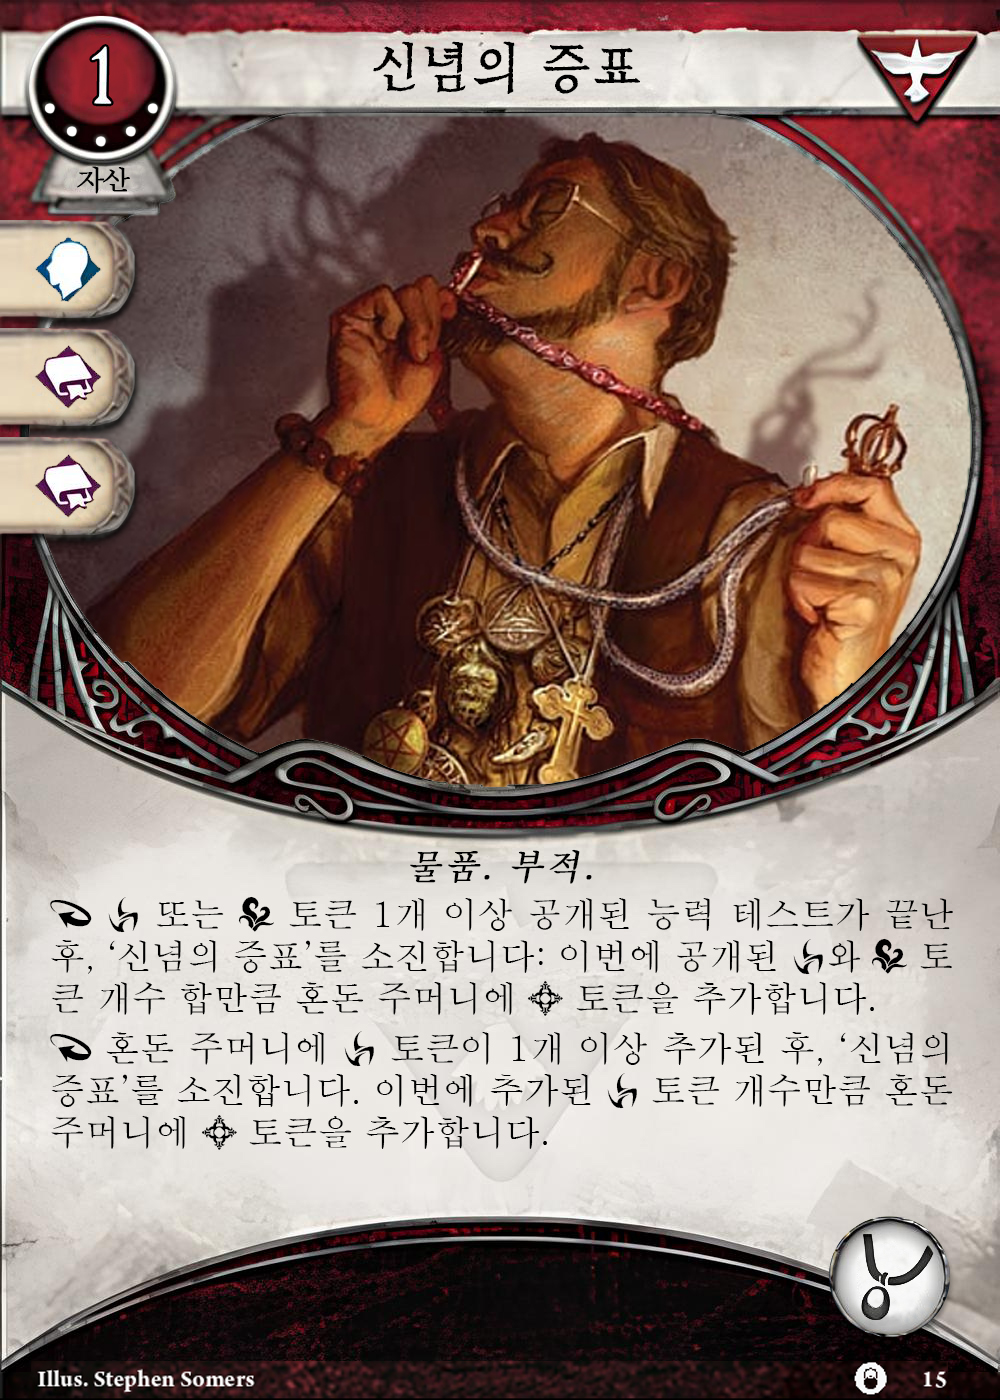 1
신념의 증표
자산
물품. 부적.
또는 토큰 1개 이상 공개된 능력 테스트가 끝난
후, ‘신념의 증표’를 소진합니다: 이번에 공개된 와 토
큰 개수 합만큼 혼돈 주머니에 토큰을 추가합니다.
혼돈 주머니에 토큰이 1개 이상 추가된 후, ‘신념의
증표’를 소진합니다. 이번에 추가된 토큰 개수만큼 혼돈
주머니에 토큰을 추가합니다.
Illus. Stephen Somers
15